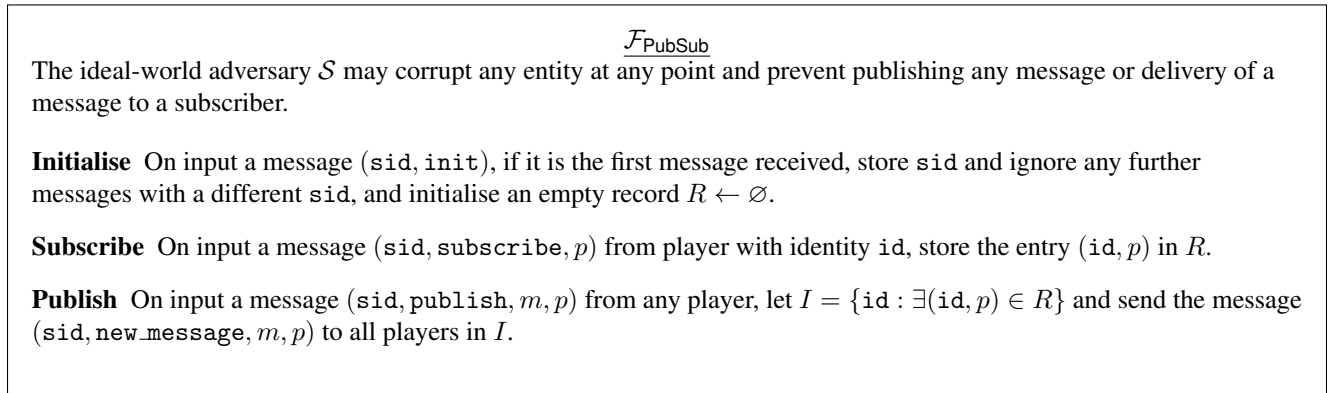 F_PubSub
The ideal-world adversary S may corrupt any entity at any point and prevent publishing any message or delivery of a
message to a subscriber.
Initialise On input a message (sid, init), if it is the first message received, store sid and ignore any further
messages with a different sid, and initialise an empty record R ← ∅.
Subscribe On input a message (sid, subscribe, p) from player with identity id, store the entry (id, p) in R.
Publish On input a message (sid, publish, m, p) from any player, let I = {id : ∃(id, p) ∈ R} and send the message
(sid, new_message, m, p) to all players in I.